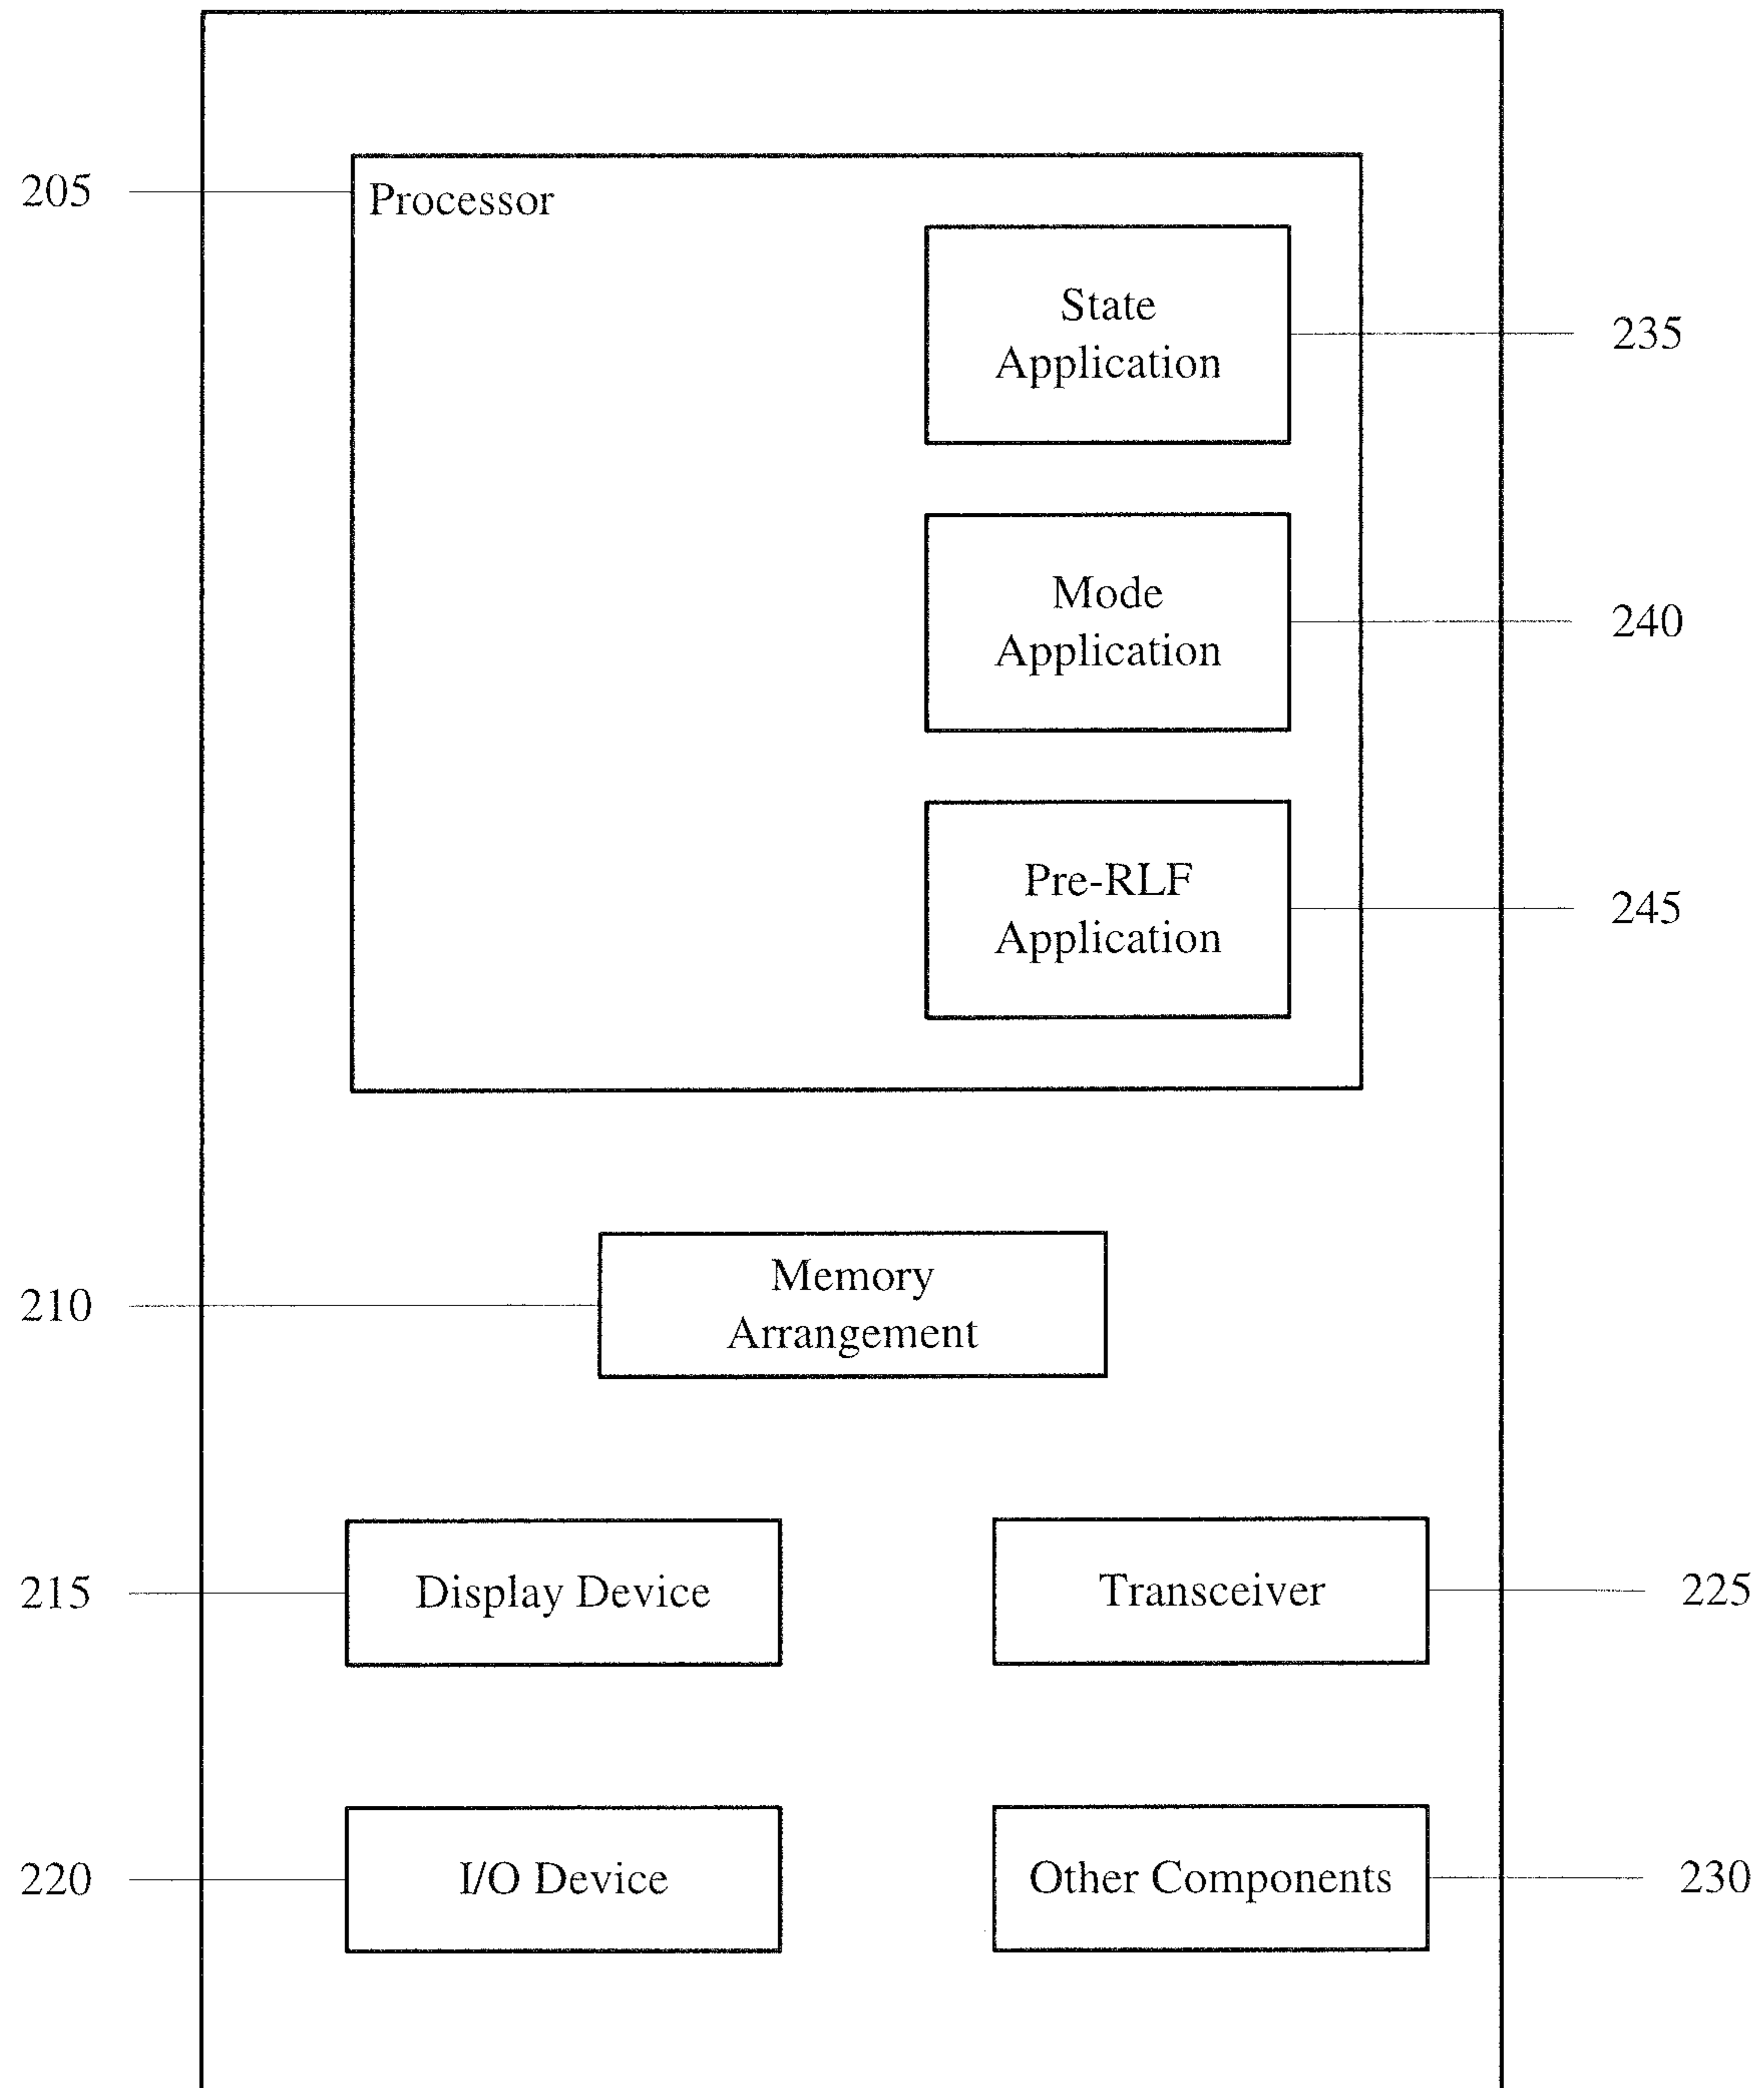 205
Processor
State
Application
235
Mode
Application
240
Pre-RLF
Application
245
210
Memory
Arrangement
215
Display Device
Transceiver
225
220
I/O Device
Other Components
230